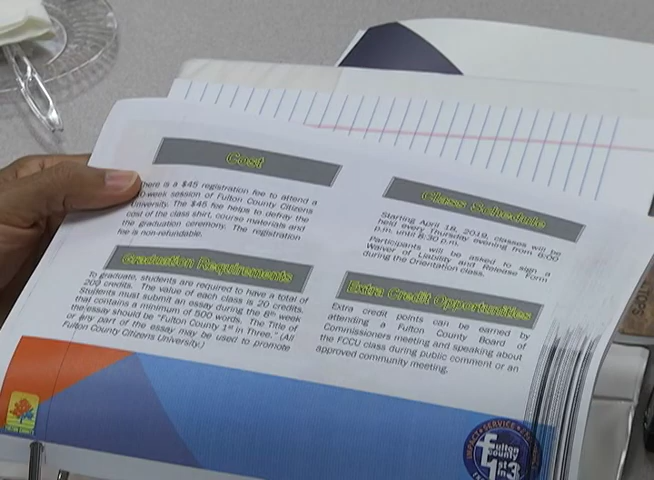 Cost
There is a $45 registration fee to attend a
-week session of Fulton County Citizens
University. The $45 fee helps to defray the
cost of the class shirt, course materials and
the graduation ceremony. The registration
fee is non-refundable.
Graduation Requirements
To graduate, students are required to have a total of
200 credits. The value of each class is 20 credits.
Students must submit an essay during the 8th week
that contains a minimum of 500 words. The Title of
the essay should be "Fulton County 1st in Three." (All
or any part of the essay may be used to promote
Fulton County Citizens University.)
Class Schedule
Starting April 18, 2019, classes will be
held every Thursday evening from 6:00
p.m. until 8:30 p.m.
Participants will be asked to sign a
Waiver of Liability and Release Form
during the Orientation class.
Extra Credit Opportunities
Extra credit points can be earned by
attending a Fulton County Board of
Commissioners meeting and speaking about
the FCCU class during public comment or an
approved community meeting.
FULTON COUNTY
IMPACT SERVICE
Fulton
County
1st
in 3